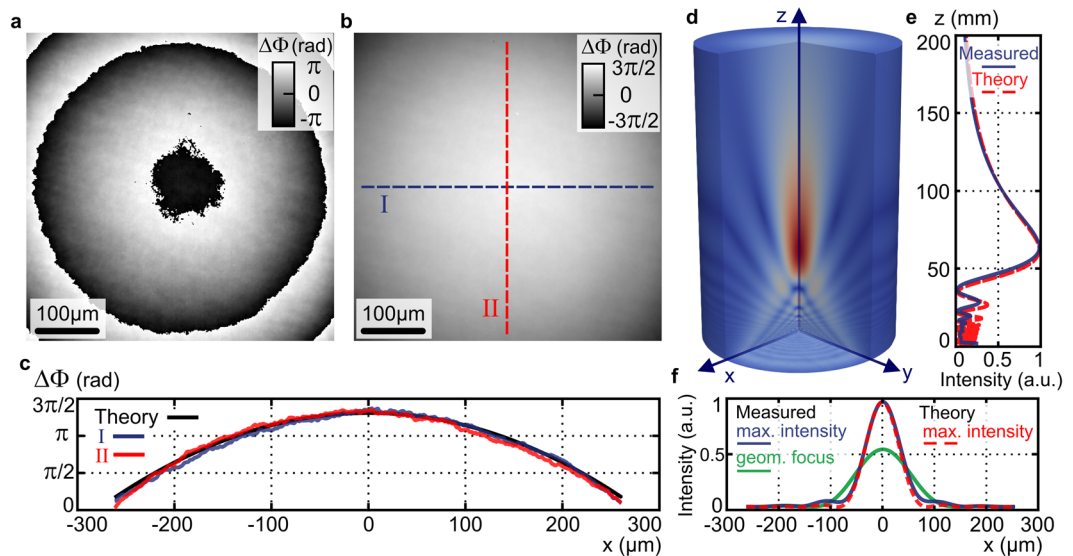 a
ΔΦ (rad)
π
0
-π
100μm
b
ΔΦ (rad)
3π/2
0
-3π/2
I
II
100μm
c
ΔΦ (rad)
3π/2
π
π/2
0
Theory
I
II
-300 -200 -100 0 100 200 300
x (μm)
d
z
x
y
e
z (mm)
200
150
100
50
0
Measured
Theory
0 0.5 1
Intensity (a.u.)
f
Intensity (a.u.)
1
0.5
0
Measured
max. intensity
geom. focus
Theory
max. intensity
-300 -200 -100 0 100 200 300
x (μm)